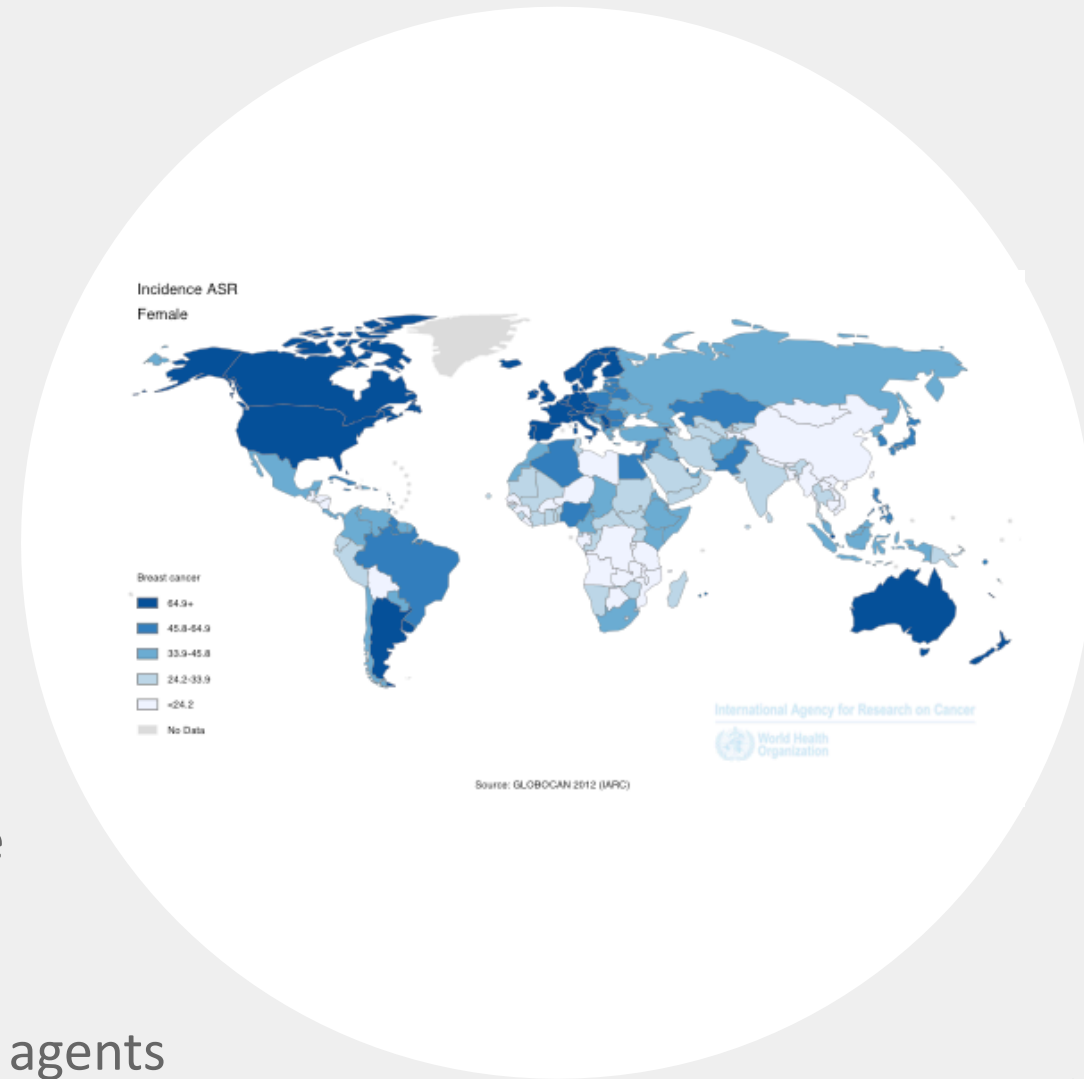 Incidence ASR
Female
Breast cancer
64.9+
45.8-64.9
33.9-45.8
24.2-33.9
<24.2
No Data
International Agency for Research on Cancer
World Health
Organization
Source: GLOBOCAN 2012 (IARC)
agents